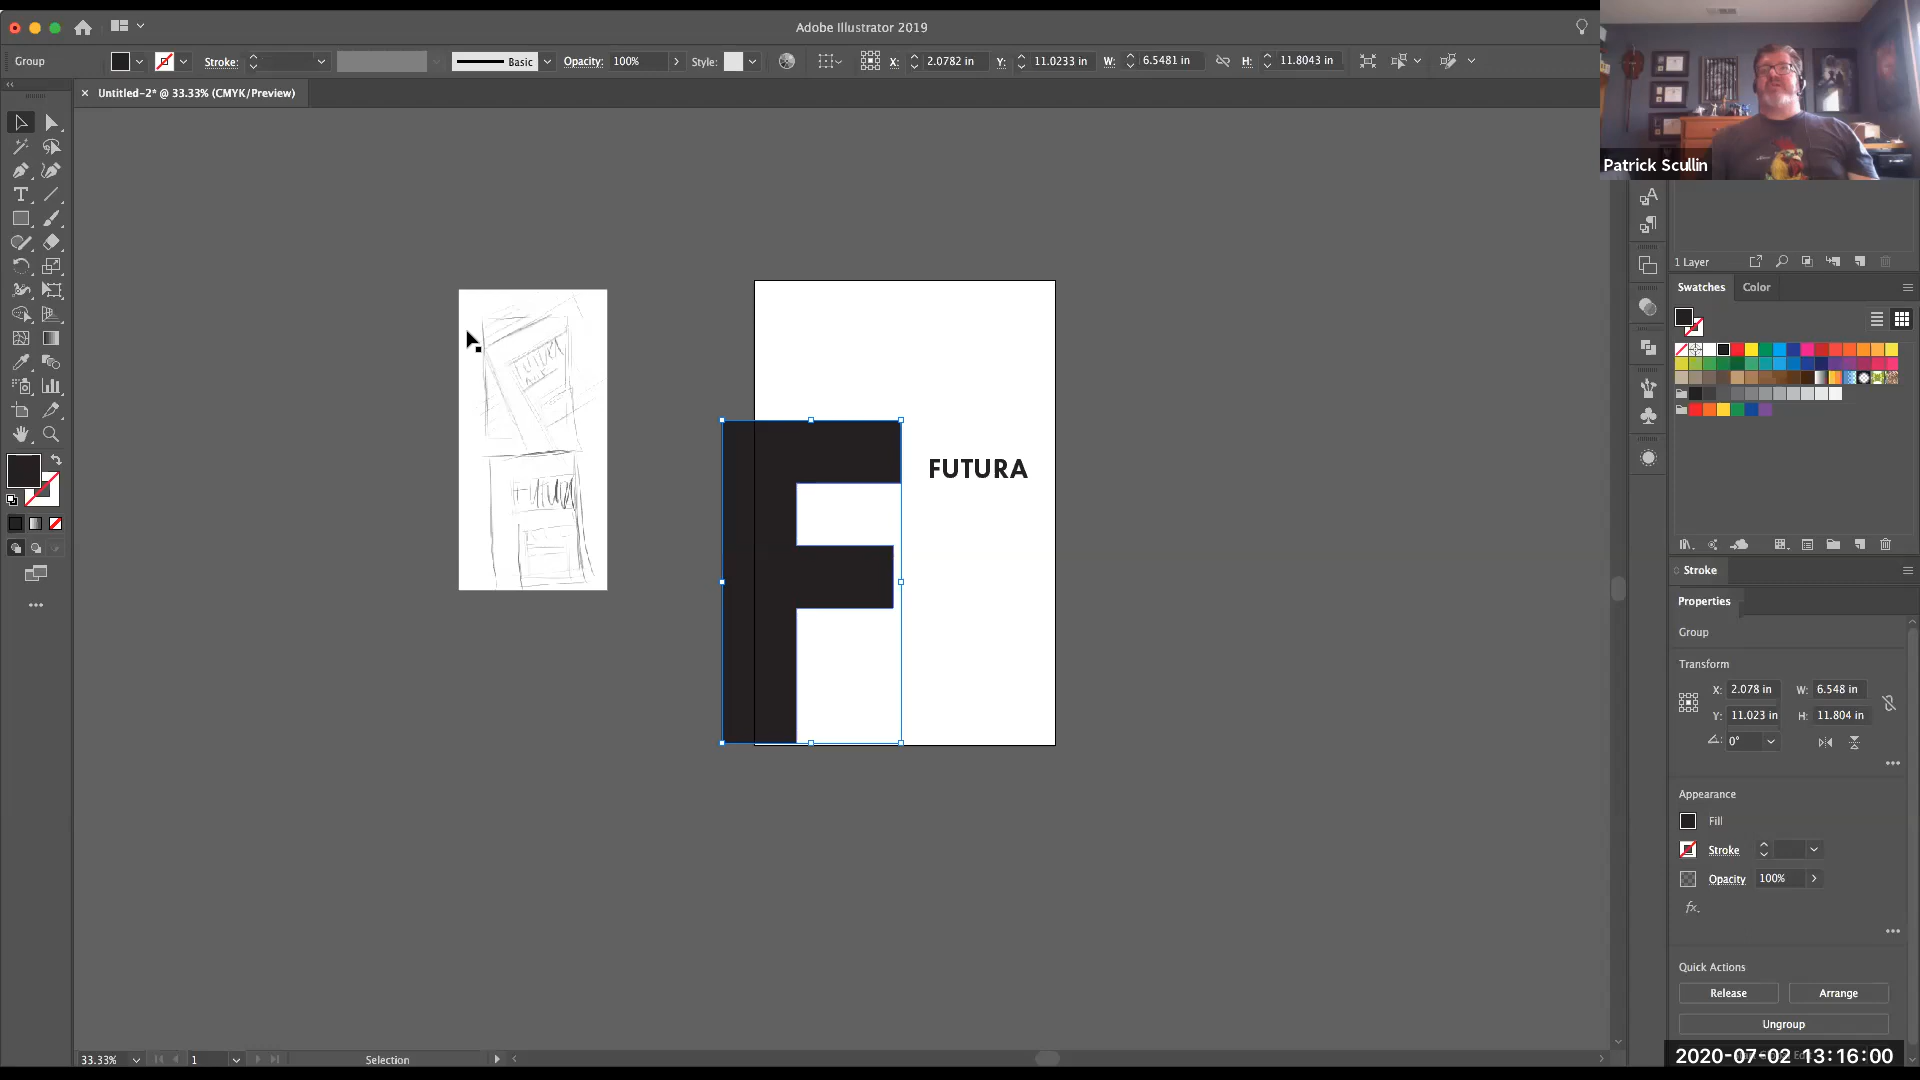 Adobe Illustrator 2019
Group
Stroke:
Basic
Opacity:
100%
Style:
X:
2.0782 in
Y:
11.0233 in
W:
6.5481 in
H:
11.8043 in
× Untitled-2* @ 33.33% (CMYK/Preview)
Patrick Scullin
1 Layer
Swatches
Color
FUTURA
FUTURA
FUTURA
Stroke
Properties
Group
Transform
X:
2.078 in
W:
6.548 in
Y:
11.023 in
H:
11.804 in
0°
Appearance
Fill
Stroke
Opacity
100%
fx.
Quick Actions
Release
Arrange
Ungroup
33.33%
1
Selection
2020-07-02 13:16:00